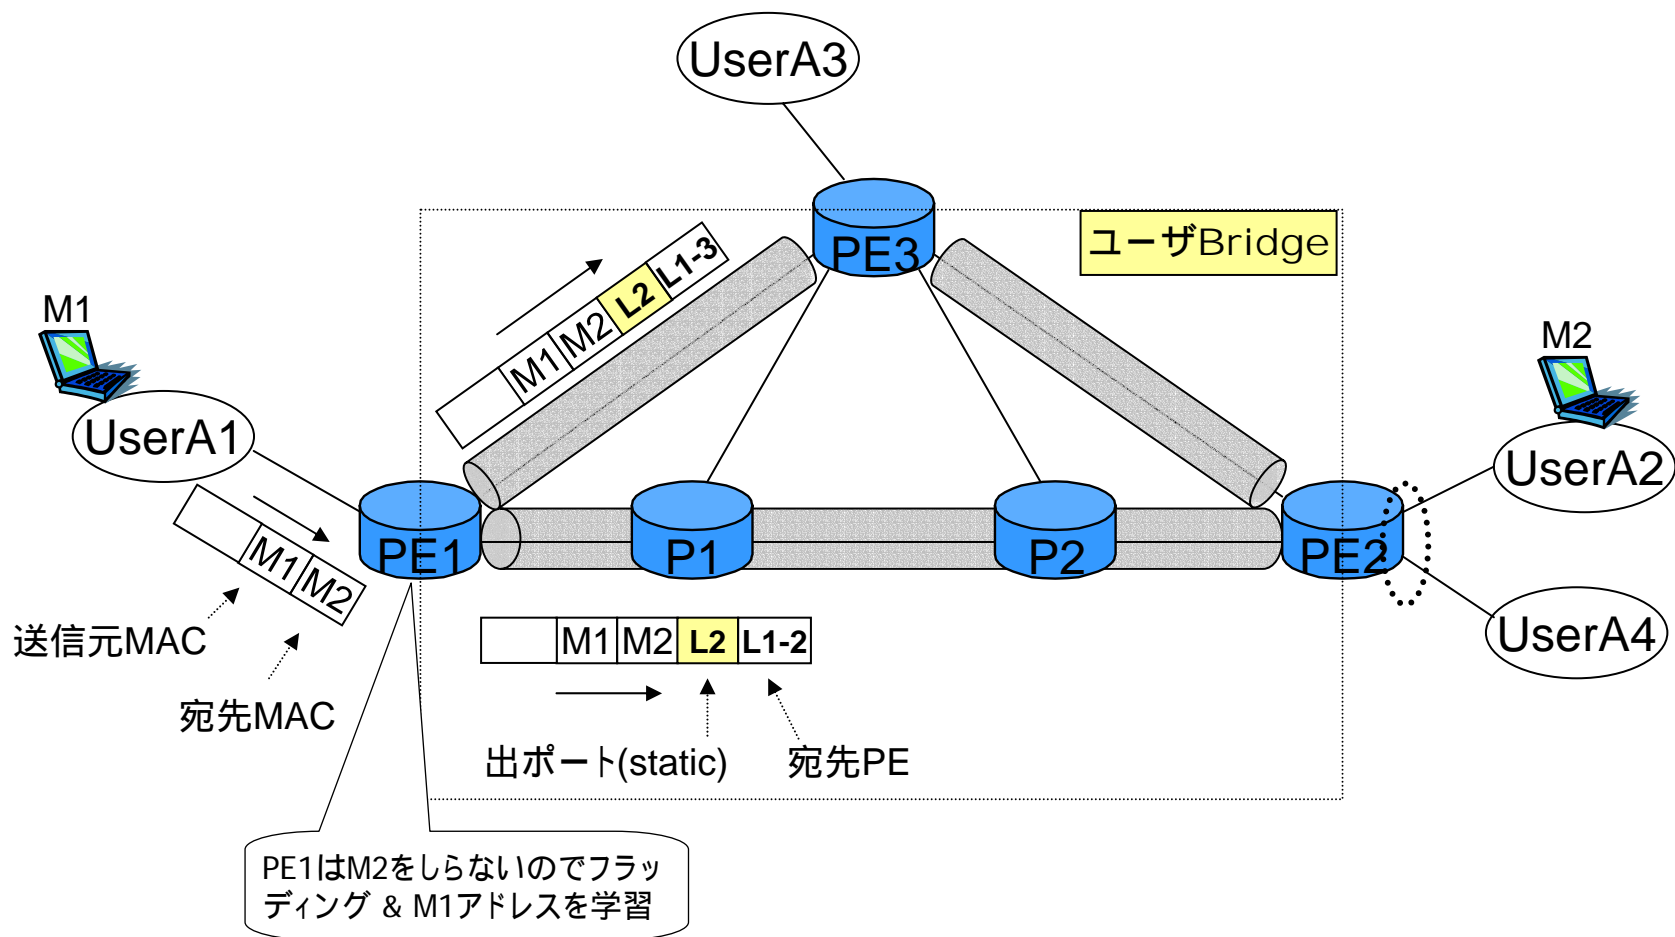 UserA3
PE3
ユーザBridge
L1-3
L2
M2
M1
M1
UserA1
M2
UserA2
PE1
P1
P2
PE2
M1
M2
送信元MAC
宛先MAC
M1 M2 L2 L1-2
UserA4
出ポート(static)
宛先PE
PE1はM2をしらないのでフラッ
ディング & M1アドレスを学習